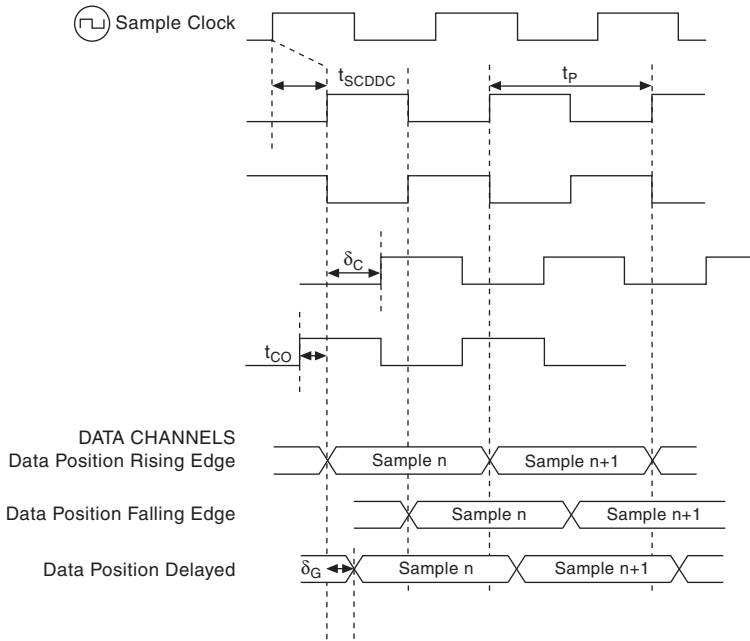 Sample Clock
tSCDDC
tP
δC
tCO
DATA CHANNELS
Data Position Rising Edge
Sample n
Sample n+1
Data Position Falling Edge
Sample n
Sample n+1
Data Position Delayed
δG
Sample n
Sample n+1